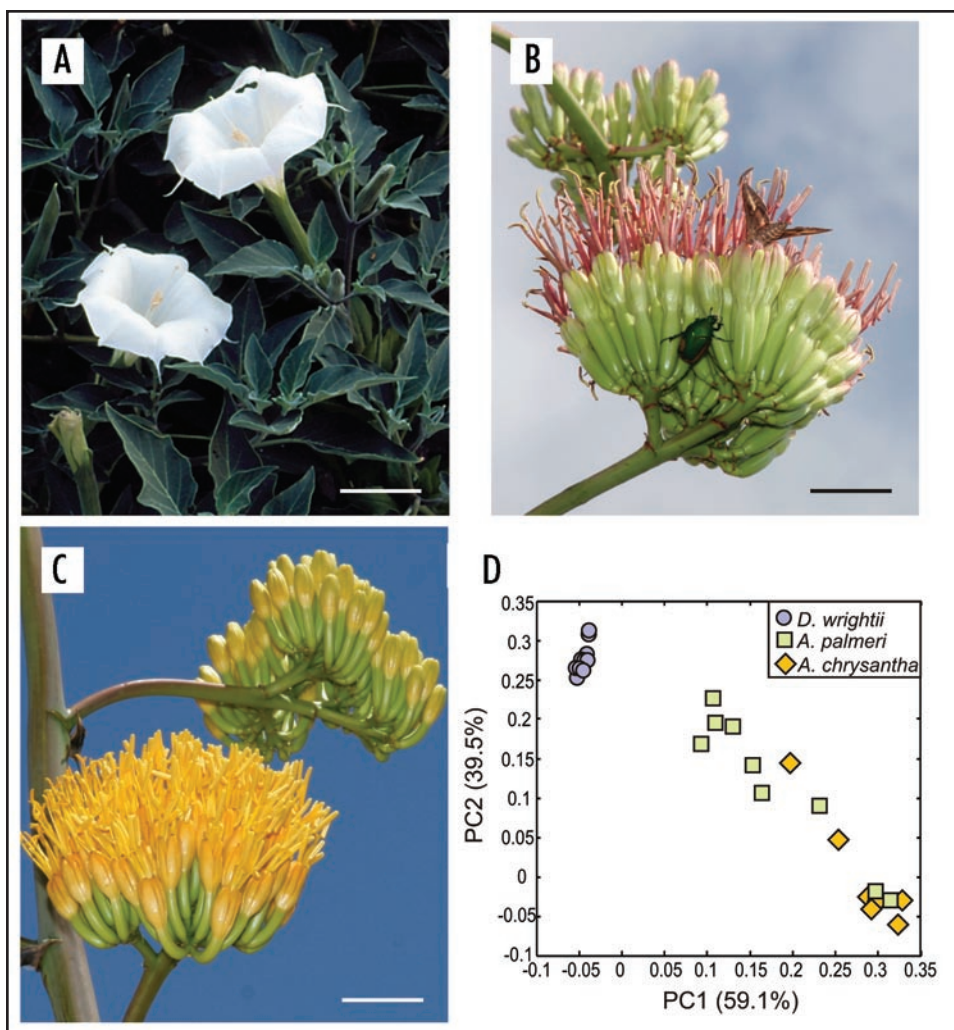 A
B
C
D
0.35
0.3
0.25
0.2
0.15
0.1
0.05
0
-0.05
-0.1
PC2 (39.5%)
D. wrightii
A. palmeri
A. chrysantha
-0.1 -0.05 0 0.1 0.15 0.2 0.25 0.3 0.35
PC1 (59.1%)